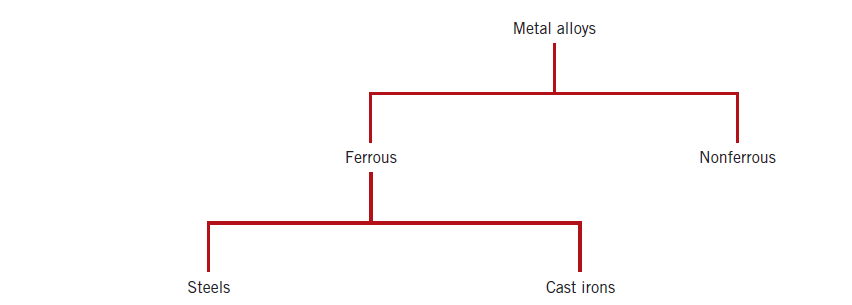 Metal alloys
Ferrous
Nonferrous
Steels
Cast irons